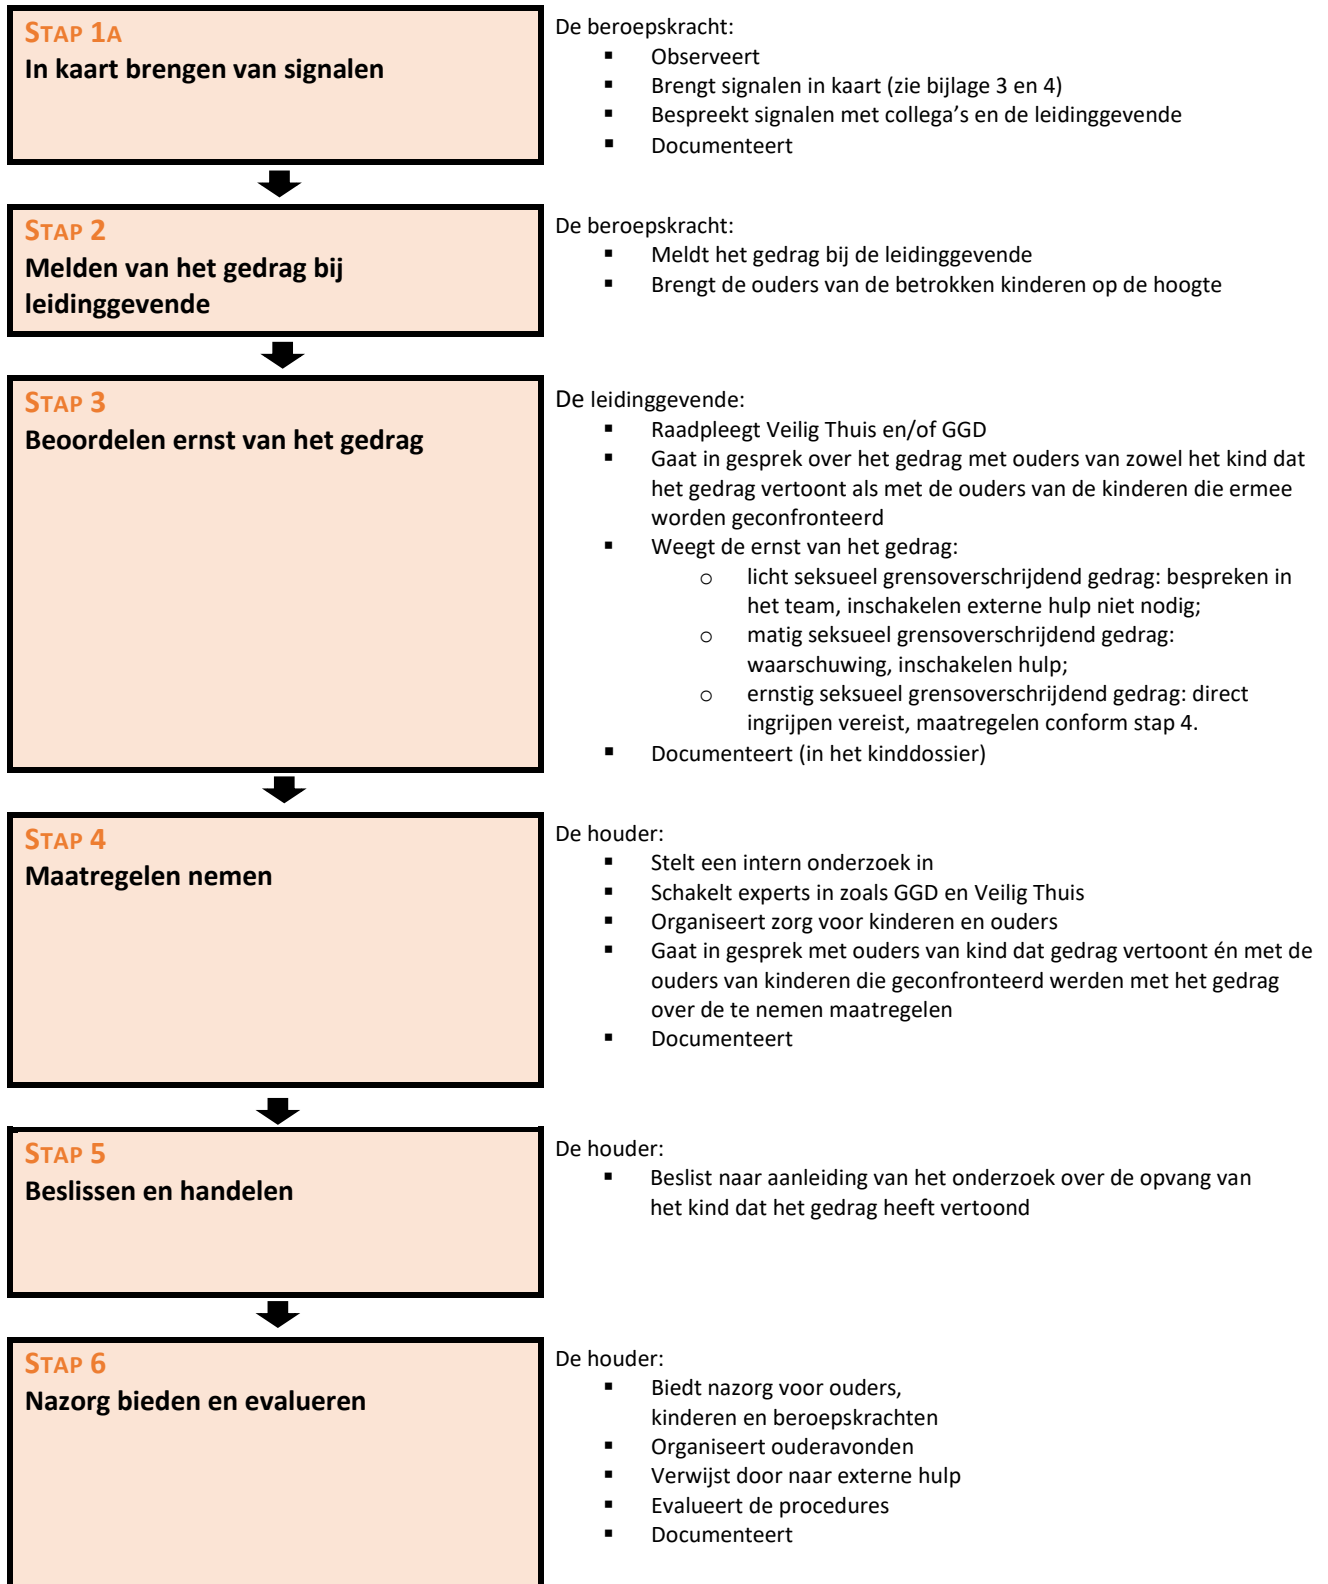 STAP 1A
In kaart brengen van signalen
De beroepskracht:
▪ Observeert
▪ Brengt signalen in kaart (zie bijlage 3 en 4)
▪ Bespreekt signalen met collega’s en de leidinggevende
▪ Documenteert
STAP 2
Melden van het gedrag bij
leidinggevende
De beroepskracht:
▪ Meldt het gedrag bij de leidinggevende
▪ Brengt de ouders van de betrokken kinderen op de hoogte
STAP 3
Beoordelen ernst van het gedrag
De leidinggevende:
▪ Raadpleegt Veilig Thuis en/of GGD
▪ Gaat in gesprek over het gedrag met ouders van zowel het kind dat
het gedrag vertoont als met de ouders van de kinderen die ermee
worden geconfronteerd
▪ Weegt de ernst van het gedrag:
o licht seksueel grensoverschrijdend gedrag: bespreken in
het team, inschakelen externe hulp niet nodig;
o matig seksueel grensoverschrijdend gedrag:
waarschuwing, inschakelen hulp;
o ernstig seksueel grensoverschrijdend gedrag: direct
ingrijpen vereist, maatregelen conform stap 4.
▪ Documenteert (in het kinddossier)
STAP 4
Maatregelen nemen
De houder:
▪ Stelt een intern onderzoek in
▪ Schakelt experts in zoals GGD en Veilig Thuis
▪ Organiseert zorg voor kinderen en ouders
▪ Gaat in gesprek met ouders van kind dat gedrag vertoont én met de
ouders van kinderen die geconfronteerd werden met het gedrag
over de te nemen maatregelen
▪ Documenteert
STAP 5
Beslissen en handelen
De houder:
▪ Beslist naar aanleiding van het onderzoek over de opvang van
het kind dat het gedrag heeft vertoond
STAP 6
Nazorg bieden en evalueren
De houder:
▪ Biedt nazorg voor ouders,
kinderen en beroepskrachten
▪ Organiseert ouderavonden
▪ Verwijst door naar externe hulp
▪ Evalueert de procedures
▪ Documenteert